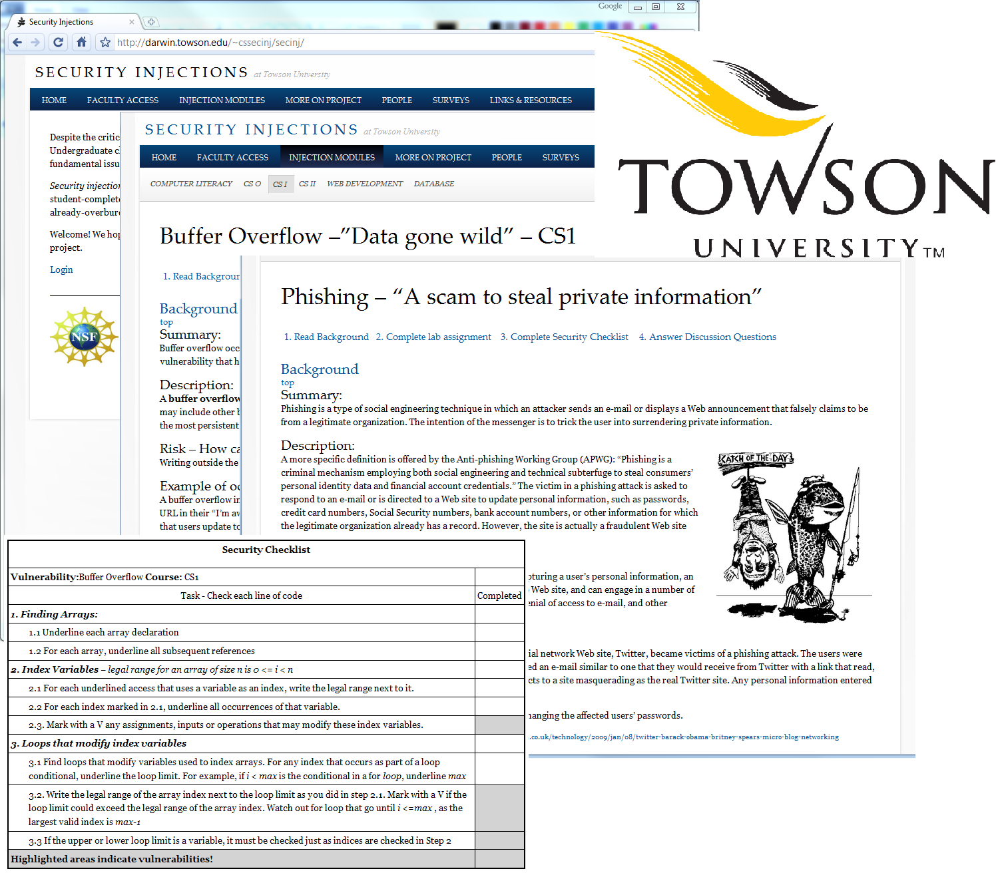 Google
Security Injections
http://darwin.towson.edu/~cssecinj/secinj/
SECURITY INJECTIONS at Towson University
HOME FACULTY ACCESS INJECTION MODULES MORE ON PROJECT PEOPLE SURVEYS LINKS & RESOURCES
Despite the critic
Undergraduate c
fundamental issu
Security injection
student-complete
already-overburd
Welcome! We hop
project.
Login
NSF
SECURITY INJECTIONS at Towson University
HOME FACULTY ACCESS INJECTION MODULES MORE ON PROJECT PEOPLE SURVEYS
COMPUTER LITERACY CS 0 CS I CS II WEB DEVELOPMENT DATABASE
Buffer Overflow –”Data gone wild” – CS1
1. Read Backgroun
Background
top
Summary:
Buffer overflow occ
vulnerability that h
Description:
A buffer overflow
may include other b
the most persistent
Risk – How ca
Writing outside the
Example of oc
A buffer overflow in
URL in their “I’m aw
that users update to
TOWSON
UNIVERSITY™
Phishing – “A scam to steal private information”
1. Read Background 2. Complete lab assignment 3. Complete Security Checklist 4. Answer Discussion Questions
Background
top
Summary:
Phishing is a type of social engineering technique in which an attacker sends an e-mail or displays a Web announcement that falsely claims to be
from a legitimate organization. The intention of the messenger is to trick the user into surrendering private information.
Description:
A more specific definition is offered by the Anti-phishing Working Group (APWG): “Phishing is a
criminal mechanism employing both social engineering and technical subterfuge to steal consumers’
personal identity data and financial account credentials.” The victim in a phishing attack is asked to
respond to an e-mail or is directed to a Web site to update personal information, such as passwords,
credit card numbers, Social Security numbers, bank account numbers, or other information for which
the legitimate organization already has a record. However, the site is actually a fraudulent Web site
CATCH OF THE DAY
pturing a user’s personal information, an
Web site, and can engage in a number of
enial of access to e-mail, and other
ial network Web site, Twitter, became victims of a phishing attack. The users were
ed an e-mail similar to one that they would receive from Twitter with a link that read,
cts to a site masquerading as the real Twitter site. Any personal information entered
hanging the affected users’ passwords.
.co.uk/technology/2009/jan/08/twitter-barack-obama-britney-spears-micro-blog-networking
Security Checklist
Vulnerability:Buffer Overflow Course: CS1
Task - Check each line of code Completed
1. Finding Arrays:
1.1 Underline each array declaration
1.2 For each array, underline all subsequent references
2. Index Variables – legal range for an array of size n is 0 <= i < n
2.1 For each underlined access that uses a variable as an index, write the legal range next to it.
2.2 For each index marked in 2.1, underline all occurrences of that variable.
2.3. Mark with a V any assignments, inputs or operations that may modify these index variables.
3. Loops that modify index variables
3.1 Find loops that modify variables used to index arrays. For any index that occurs as part of a loop
conditional, underline the loop limit. For example, if i < max is the conditional in a for loop, underline max
3.2. Write the legal range of the array index next to the loop limit as you did in step 2.1. Mark with a V if the
loop limit could exceed the legal range of the array index. Watch out for loop that go until i <=max , as the
largest valid index is max-1
3.3 If the upper or lower loop limit is a variable, it must be checked just as indices are checked in Step 2
Highlighted areas indicate vulnerabilities!